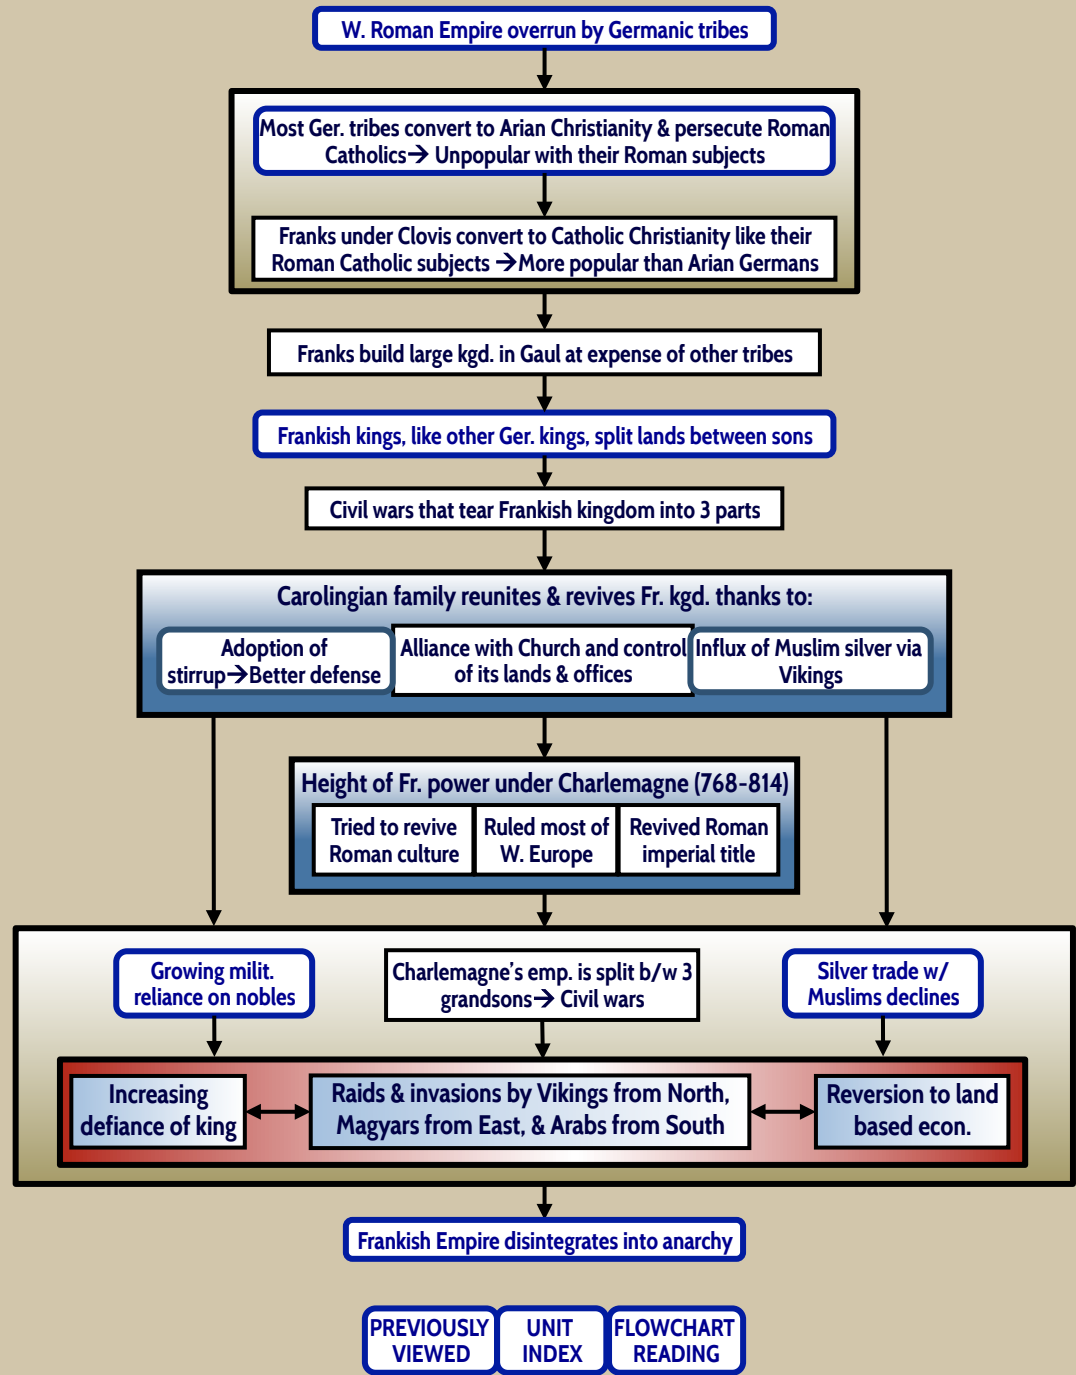 W. Roman Empire overrun by Germanic tribes
Most Ger. tribes convert to Arian Christianity & persecute Roman
Catholics→ Unpopular with their Roman subjects
Franks under Clovis convert to Catholic Christianity like their
Roman Catholic subjects →More popular than Arian Germans
Franks build large kgd. in Gaul at expense of other tribes
Frankish kings, like other Ger. kings, split lands between sons
Civil wars that tear Frankish kingdom into 3 parts
Carolingian family reunites & revives Fr. kgd. thanks to:
Adoption of
stirrup→Better defense
Alliance with Church and control
of its lands & offices
Influx of Muslim silver via
Vikings
Height of Fr. power under Charlemagne (768-814)
Tried to revive
Roman culture
Ruled most of
W. Europe
Revived Roman
imperial title
Growing milit.
reliance on nobles
Charlemagne's emp. is split b/w 3
grandsons→ Civil wars
Silver trade w/
Muslims declines
Increasing
defiance of king
Raids & invasions by Vikings from North,
Magyars from East, & Arabs from South
Reversion to land
based econ.
Frankish Empire disintegrates into anarchy
PREVIOUSLY
VIEWED
UNIT
INDEX
FLOWCHART
READING